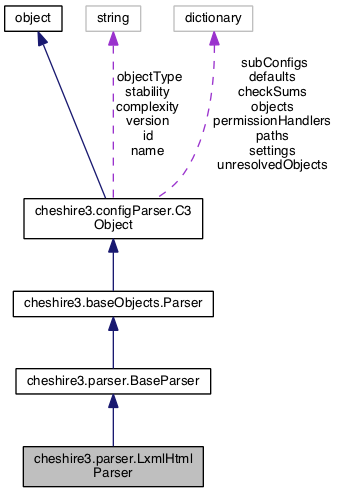 object
string
dictionary
objectType
stability
complexity
version
id
name
subConfigs
defaults
checkSums
objects
permissionHandlers
paths
settings
unresolvedObjects
cheshire3.configParser.C3
Object
cheshire3.baseObjects.Parser
cheshire3.parser.BaseParser
cheshire3.parser.LxmlHtml
Parser